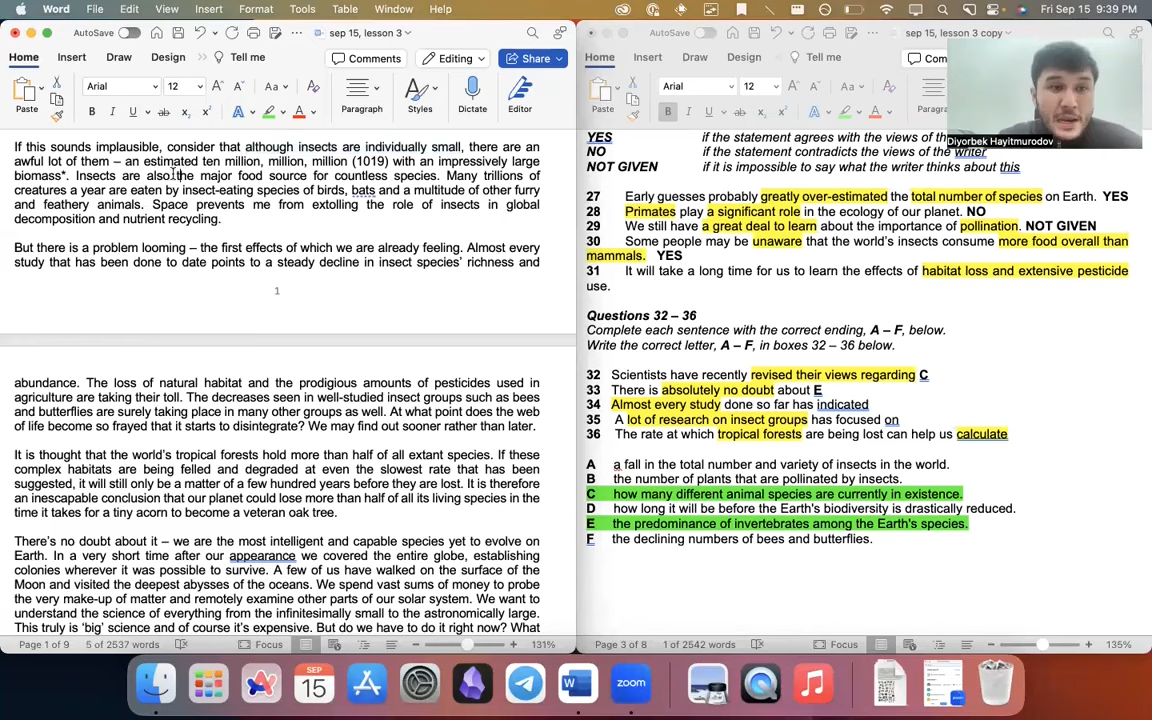 Word File Edit View Insert Format Tools Table Window Help Fri Sep 15 9:39 PM
AutoSave sep 15, lesson 3
Home Insert Draw Design Tell me Comments Editing Share
Paste Arial 12 Paragraph Styles Dictate Editor
If this sounds implausible, consider that although insects are individually small, there are an
awful lot of them – an estimated ten million, million, million (1019) with an impressively large
biomass*. Insects are also the major food source for countless species. Many trillions of
creatures a year are eaten by insect-eating species of birds, bats and a multitude of other furry
and feathery animals. Space prevents me from extolling the role of insects in global
decomposition and nutrient recycling.
But there is a problem looming – the first effects of which we are already feeling. Almost every
study that has been done to date points to a steady decline in insect species' richness and
1
abundance. The loss of natural habitat and the prodigious amounts of pesticides used in
agriculture are taking their toll. The decreases seen in well-studied insect groups such as bees
and butterflies are surely taking place in many other groups as well. At what point does the web
of life become so frayed that it starts to disintegrate? We may find out sooner rather than later.
It is thought that the world's tropical forests hold more than half of all extant species. If these
complex habitats are being felled and degraded at even the slowest rate that has been
suggested, it will still only be a matter of a few hundred years before they are lost. It is therefore
an inescapable conclusion that our planet could lose more than half of all its living species in the
time it takes for a tiny acorn to become a veteran oak tree.
There's no doubt about it – we are the most intelligent and capable species yet to evolve on
Earth. In a very short time after our appearance we covered the entire globe, establishing
colonies wherever it was possible to survive. A few of us have walked on the surface of the
Moon and visited the deepest abysses of the oceans. We spend vast sums of money to probe
the very make-up of matter and remotely examine other parts of our solar system. We want to
understand the science of everything from the infinitesimally small to the astronomically large.
This truly is 'big' science and of course it's expensive. But do we have to do it right now? What
Page 1 of 9 5 of 2537 words Focus 131%
AutoSave sep 15, lesson 3 copy
Home Insert Draw Design Tell me Com
Paste Arial 12 Paragra
Diyorbek Hayitmurodov
YES if the statement agrees with the views of the
NO if the statement contradicts the views of the writer
NOT GIVEN if it is impossible to say what the writer thinks about this
27 Early guesses probably greatly over-estimated the total number of species on Earth. YES
28 Primates play a significant role in the ecology of our planet. NO
29 We still have a great deal to learn about the importance of pollination. NOT GIVEN
30 Some people may be unaware that the world's insects consume more food overall than
mammals. YES
31 It will take a long time for us to learn the effects of habitat loss and extensive pesticide
use.
Questions 32 – 36
Complete each sentence with the correct ending, A – F, below.
Write the correct letter, A – F, in boxes 32 – 36 below.
32 Scientists have recently revised their views regarding C
33 There is absolutely no doubt about E
34 Almost every study done so far has indicated
35 A lot of research on insect groups has focused on
36 The rate at which tropical forests are being lost can help us calculate
A a fall in the total number and variety of insects in the world.
B the number of plants that are pollinated by insects.
C how many different animal species are currently in existence.
D how long it will be before the Earth's biodiversity is drastically reduced.
E the predominance of invertebrates among the Earth's species.
F the declining numbers of bees and butterflies.
Page 3 of 8 1 of 2542 words Focus 135%
SEP
15
zoom